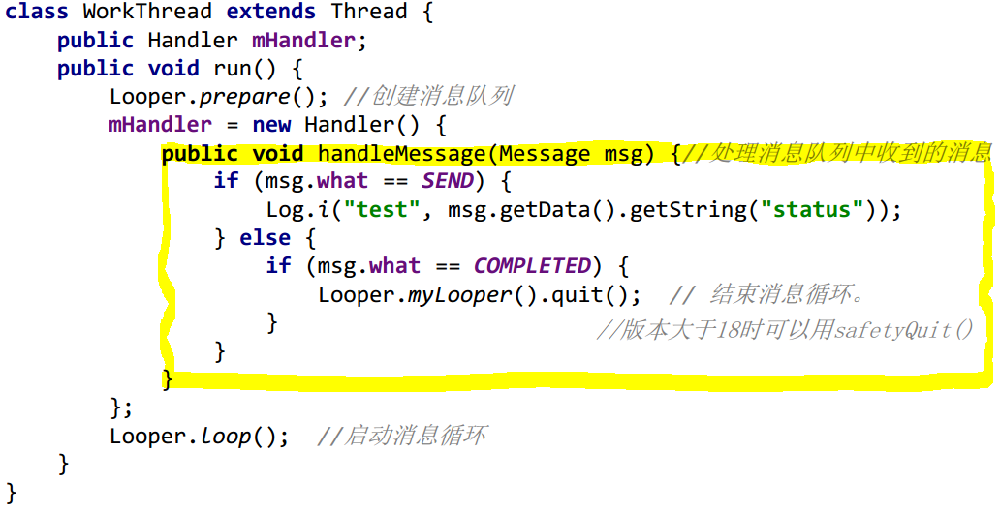 class WorkThread extends Thread {
    public Handler mHandler;
    public void run() {
        Looper.prepare(); //创建消息队列
        mHandler = new Handler() {
            public void handleMessage(Message msg) {//处理消息队列中收到的消息
                if (msg.what == SEND) {
                    Log.i("test", msg.getData().getString("status"));
                } else {
                    if (msg.what == COMPLETED) {
                        Looper.myLooper().quit();  // 结束消息循环。
                    }                         //版本大于18时可以用safetyQuit()
                }
            }
        };
        Looper.loop();  //启动消息循环
    }
}